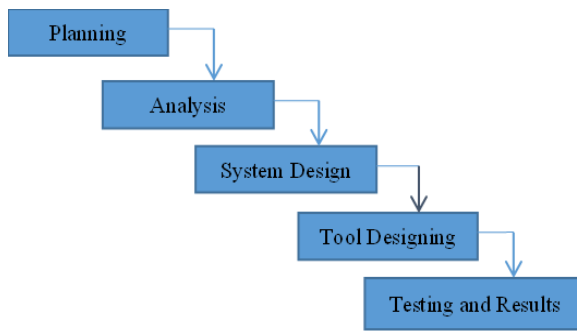 Planning
Analysis
System Design
Tool Designing
Testing and Results